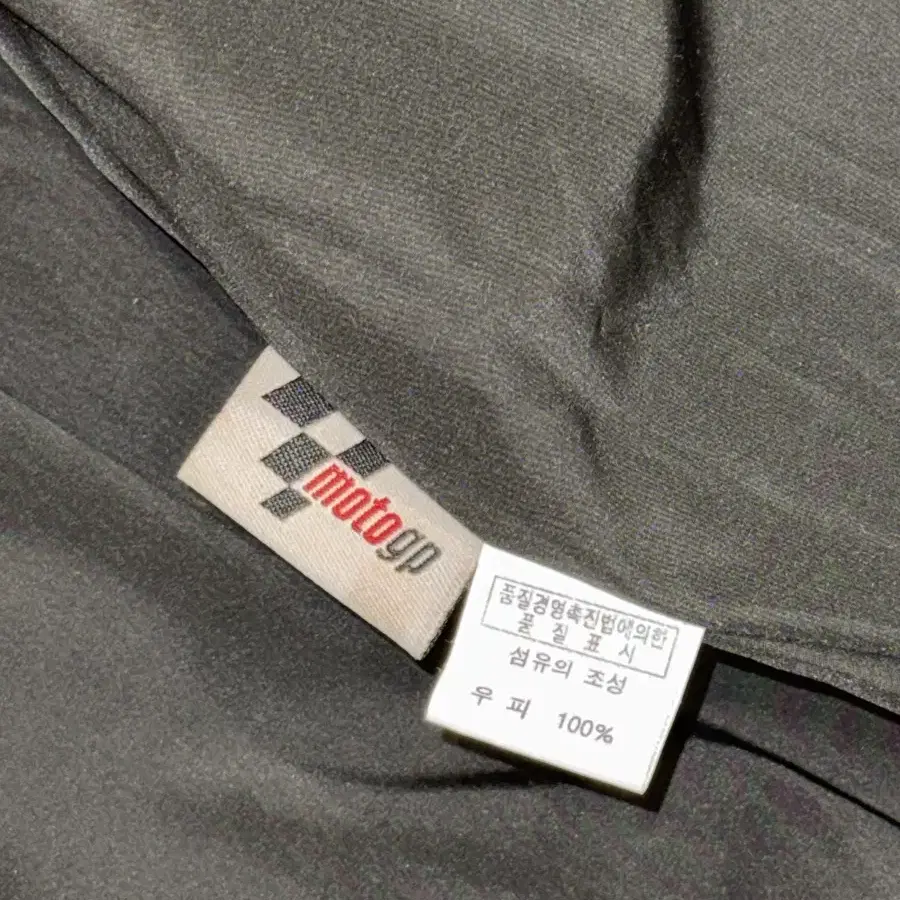 motogp
품질경영촉진법에의한
품질표시
섬유의 조성
우피 100%